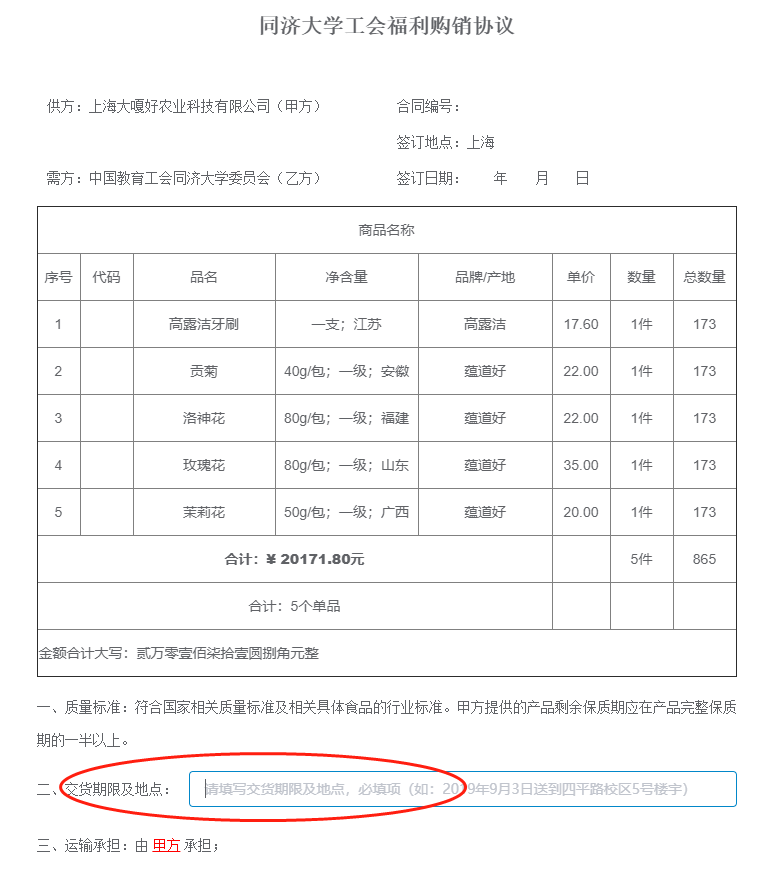 同济大学工会福利购销协议
供方：上海大嘎好农业科技有限公司（甲方） 合同编号：
签订地点：上海
需方：中国教育工会同济大学委员会（乙方） 签订日期： 年 月 日
商品名称
序号 代码 品名 净含量 品牌/产地 单价 数量 总数量
1 高露洁牙刷 一支；江苏 高露洁 17.60 1件 173
2 贡菊 40g/包；一级；安徽 蕴道好 22.00 1件 173
3 洛神花 80g/包；一级；福建 蕴道好 22.00 1件 173
4 玫瑰花 80g/包；一级；山东 蕴道好 35.00 1件 173
5 茉莉花 50g/包；一级；广西 蕴道好 20.00 1件 173
合计：¥ 20171.80元 5件 865
合计：5个单品
金额合计大写：贰万零壹佰柒拾壹圆捌角元整
一、质量标准：符合国家相关质量标准及相关具体食品的行业标准。甲方提供的产品剩余保质期应在产品完整保质
期的一半以上。
二、交货期限及地点： 请填写交货期限及地点，必填项（如：2019年9月3日送到四平路校区5号楼宇）
三、运输承担：由 甲方 承担；